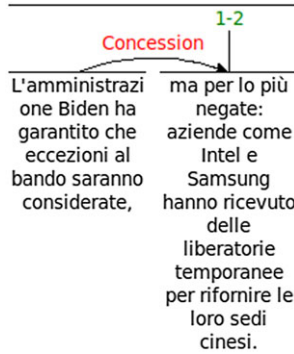 1-2
Concession
L'amministrazi
one Biden ha
garantito che
eccezioni al
bando saranno
considerate,
ma per lo più
negate:
aziende come
Intel e
Samsung
hanno ricevuto
delle
liberatorie
temporanee
per rifornire le
loro sedi
cinesi.